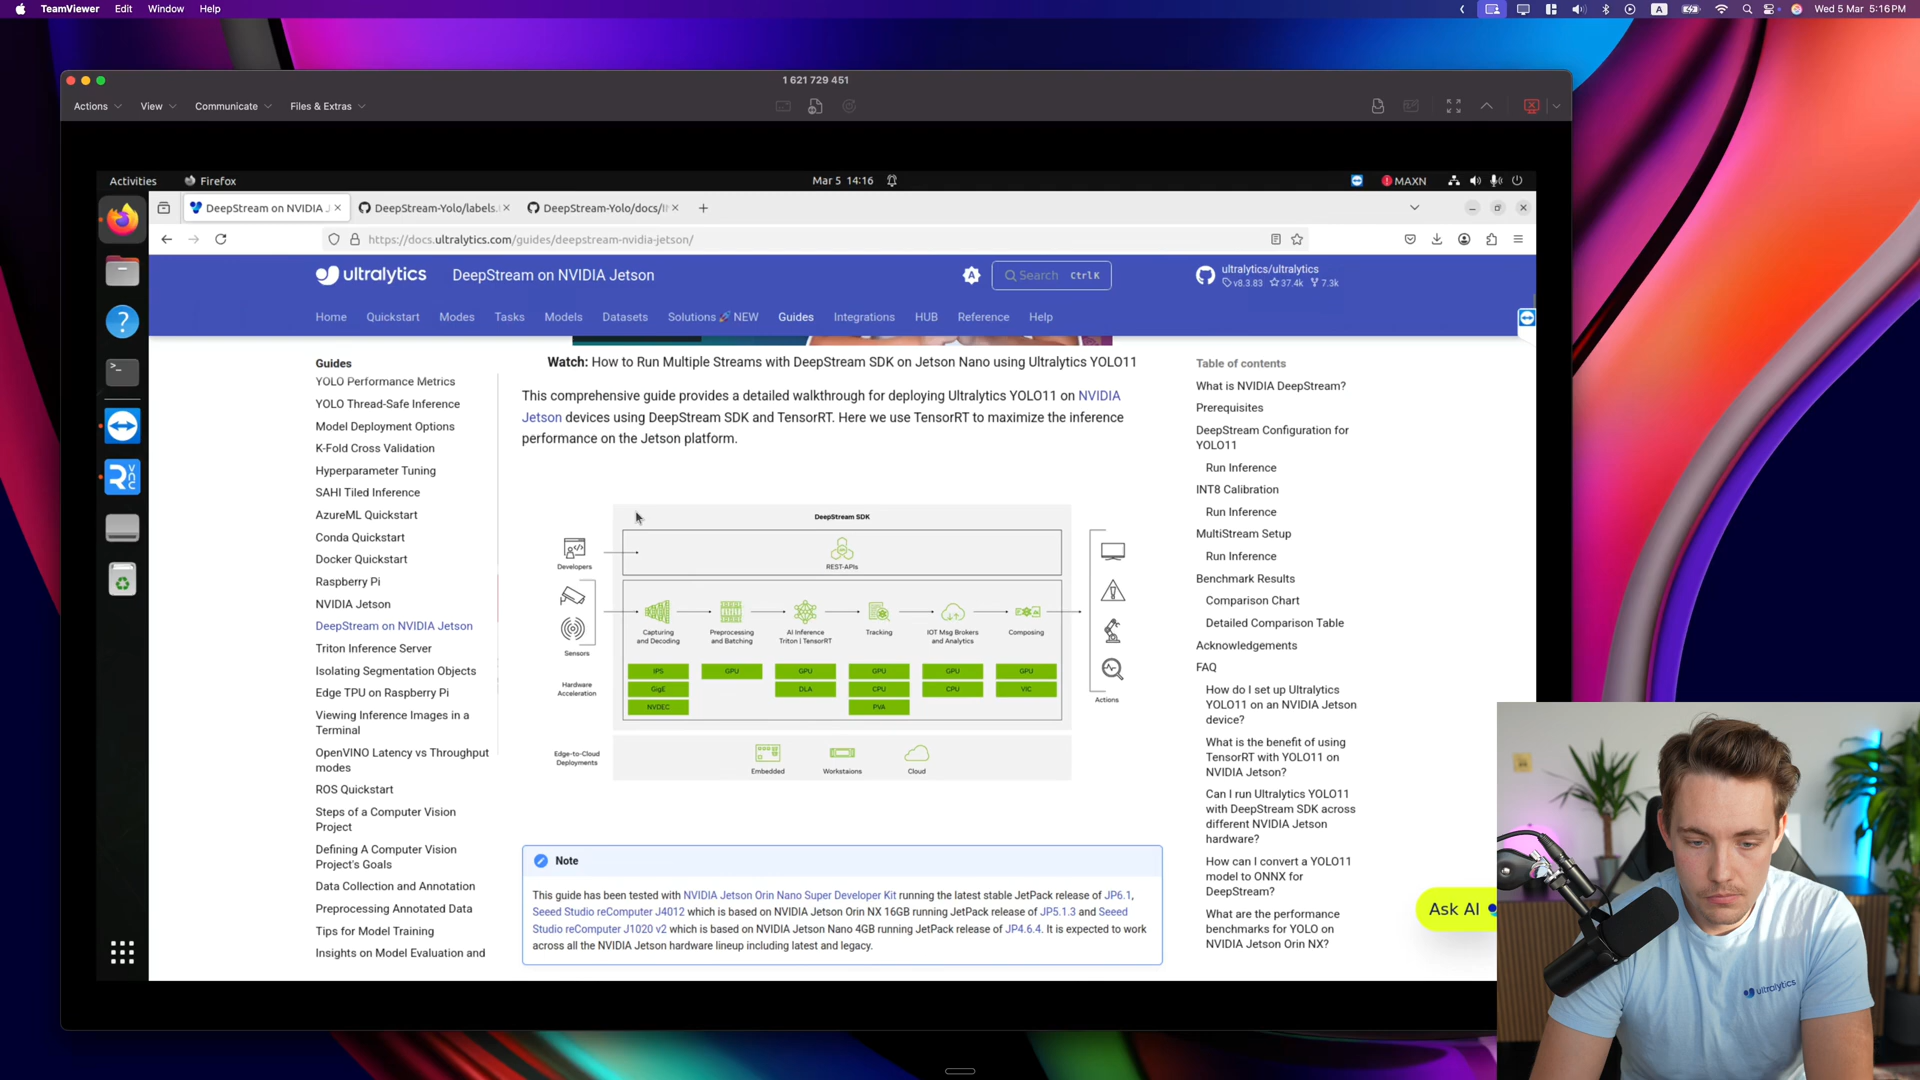 TeamViewer Edit Window Help
Wed 5 Mar 5:16 PM
1 621 729 451
Actions View Communicate Files & Extras
Activities Firefox Mar 5 14:16 MAXN
DeepStream on NVIDIA J DeepStream-Yolo/labels. DeepStream-Yolo/docs/I
https://docs.ultralytics.com/guides/deepstream-nvidia-jetson/
ultralytics DeepStream on NVIDIA Jetson Search Ctrl K
ultralytics/ultralytics
v8.3.83 37.4k 7.3k
Home Quickstart Modes Tasks Models Datasets Solutions 🚀 NEW Guides Integrations HUB Reference Help
Guides
YOLO Performance Metrics
YOLO Thread-Safe Inference
Model Deployment Options
K-Fold Cross Validation
Hyperparameter Tuning
SAHI Tiled Inference
AzureML Quickstart
Conda Quickstart
Docker Quickstart
Raspberry Pi
NVIDIA Jetson
DeepStream on NVIDIA Jetson
Triton Inference Server
Isolating Segmentation Objects
Edge TPU on Raspberry Pi
Viewing Inference Images in a
Terminal
OpenVINO Latency vs Throughput
modes
ROS Quickstart
Steps of a Computer Vision
Project
Defining A Computer Vision
Project's Goals
Data Collection and Annotation
Preprocessing Annotated Data
Tips for Model Training
Insights on Model Evaluation and
Watch: How to Run Multiple Streams with DeepStream SDK on Jetson Nano using Ultralytics YOLO11
This comprehensive guide provides a detailed walkthrough for deploying Ultralytics YOLO11 on NVIDIA
Jetson devices using DeepStream SDK and TensorRT. Here we use TensorRT to maximize the inference
performance on the Jetson platform.
DeepStream SDK
Developers
REST-APIs
Sensors
Capturing
and Decoding
Preprocessing
and Batching
AI Inference
Triton | TensorRT
Tracking
IOT Msg Brokers
and Analytics
Composing
Hardware
Acceleration
IPS GPU GPU GPU GPU GPU
GigE DLA CPU CPU VIC
NVDEC PVA
Actions
Edge-to-Cloud
Deployments
Embedded Workstaions Cloud
Note
This guide has been tested with NVIDIA Jetson Orin Nano Super Developer Kit running the latest stable JetPack release of JP6.1,
Seeed Studio reComputer J4012 which is based on NVIDIA Jetson Orin NX 16GB running JetPack release of JP5.1.3 and Seeed
Studio reComputer J1020 v2 which is based on NVIDIA Jetson Nano 4GB running JetPack release of JP4.6.4. It is expected to work
across all the NVIDIA Jetson hardware lineup including latest and legacy.
Table of contents
What is NVIDIA DeepStream?
Prerequisites
DeepStream Configuration for
YOLO11
Run Inference
INT8 Calibration
Run Inference
MultiStream Setup
Run Inference
Benchmark Results
Comparison Chart
Detailed Comparison Table
Acknowledgements
FAQ
How do I set up Ultralytics
YOLO11 on an NVIDIA Jetson
device?
What is the benefit of using
TensorRT with YOLO11 on
NVIDIA Jetson?
Can I run Ultralytics YOLO11
with DeepStream SDK across
different NVIDIA Jetson
hardware?
How can I convert a YOLO11
model to ONNX for
DeepStream?
What are the performance
benchmarks for YOLO on
NVIDIA Jetson Orin NX?
Ask AI
ultralytics